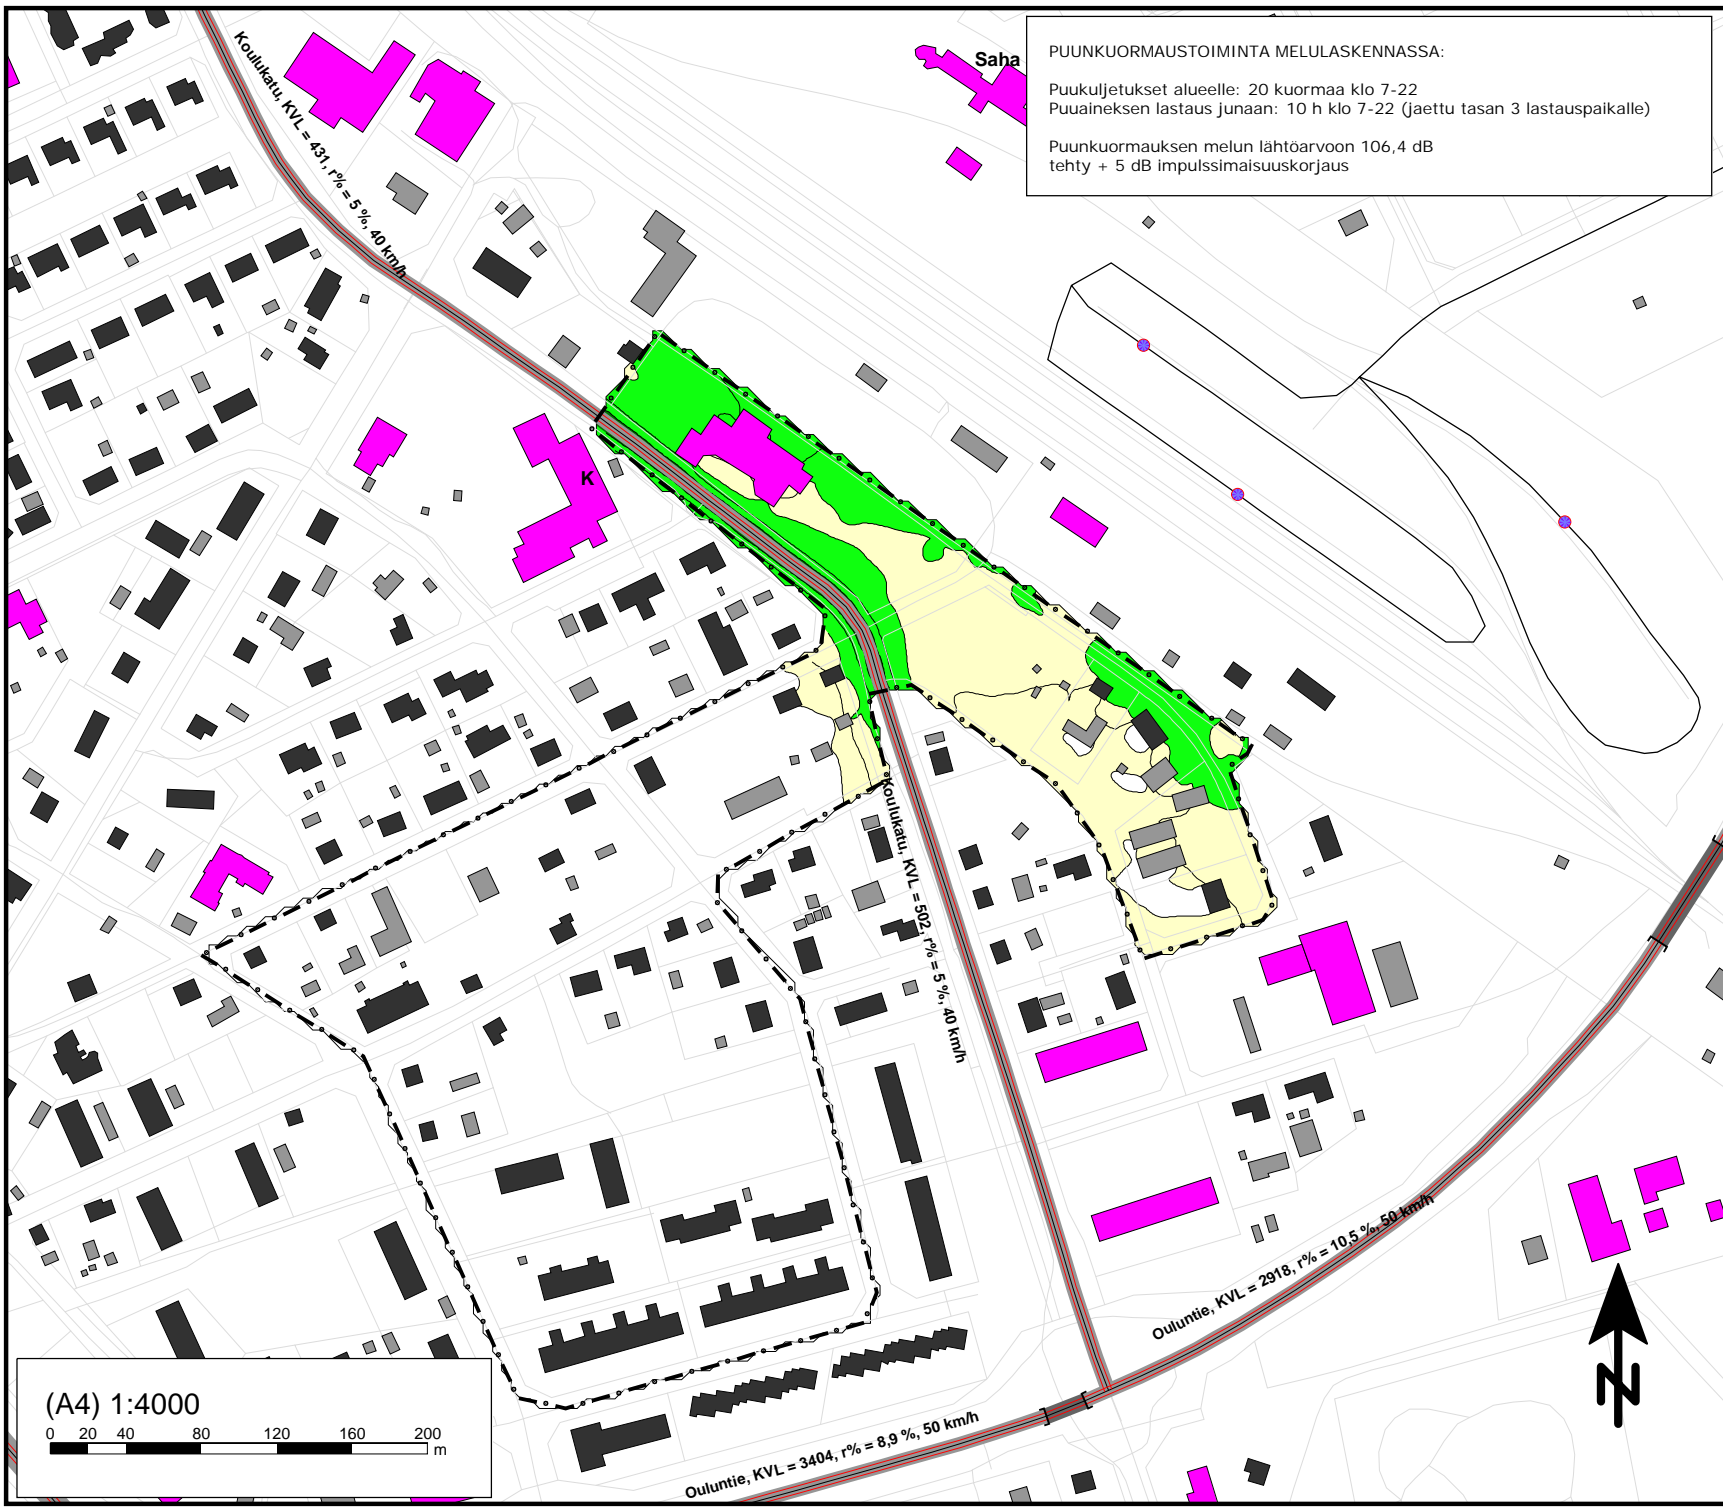 PUUNKUORMAUSTOIMINTA MELULASKENNASSA:
Puukuljetukset alueelle: 20 kuormaa klo 7-22
Puuaineksen lastaus junaan: 10 h klo 7-22 (jaettu tasan 3 lastauspaikalle)
Puunkuormauksen melun lähtöarvoon 106,4 dB
tehty + 5 dB impulssimaisuuskorjaus
Saha
Koulukatu, KVL = 431, r% = 5 %, 40 km/h
K
Koulukatu, KVL = 502, r% = 5 %, 40 km/h
Ouluntie, KVL = 2918, r% = 10,5 %, 50 km/h
Ouluntie, KVL = 3404, r% = 8,9 %, 50 km/h
(A4) 1:4000
0 20 40 80 120 160 200
m
N